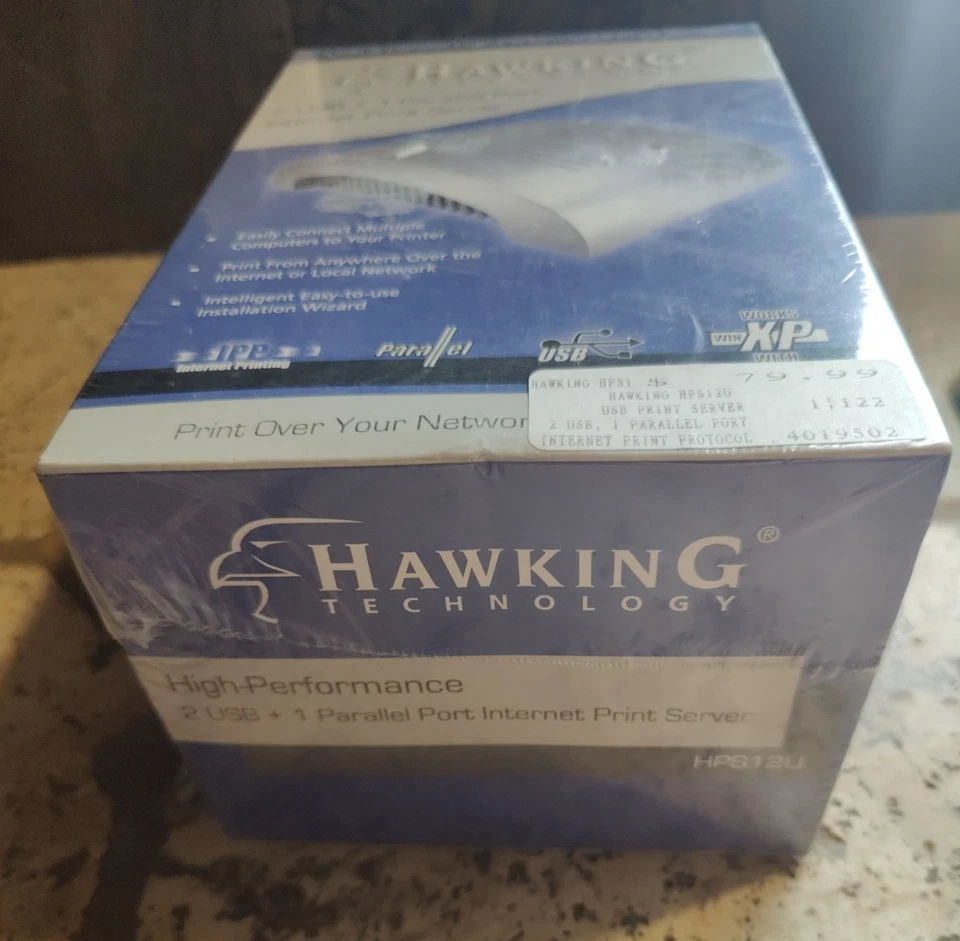 HAWKING
Easily Connect Multiple
Computers to Your Printer
Print From Anywhere Over the
Internet or Local Network
Intelligent Easy-to-use
Installation Wizard
IPP
Internet Printing
Parallel
USB
WORKS
WIN XP
WITH
Print Over Your Networ
HAWKING HPS1
79.99
HAWKING HPS12U
USB PRINT SERVER
2 USB, 1 PARALLEL PORT
INTERNET PRINT PROTOCOL
4019502
HAWKING®
TECHNOLOGY
High-Performance
2 USB + 1 Parallel Port Internet Print Server
HPS12U